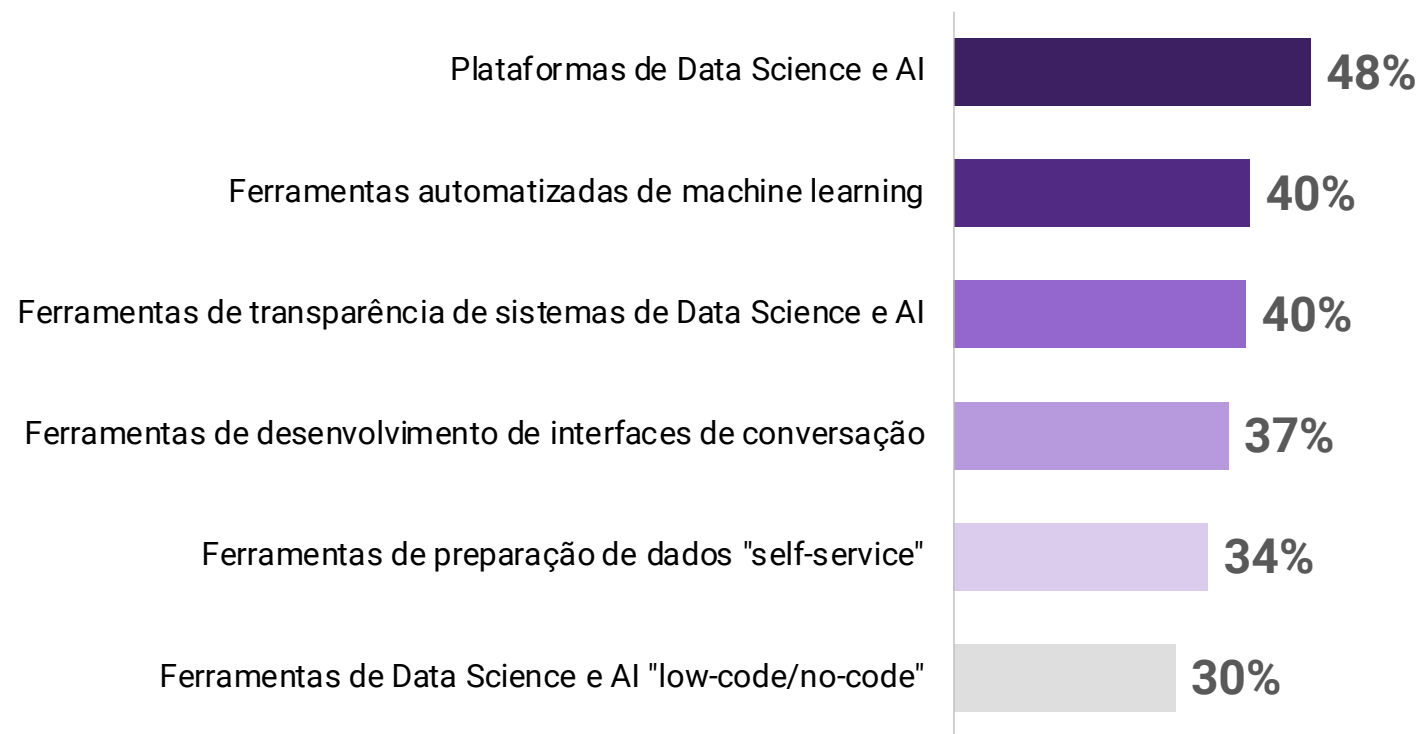 Plataformas de Data Science e AI 48%
Ferramentas automatizadas de machine learning 40%
Ferramentas de transparência de sistemas de Data Science e AI 40%
Ferramentas de desenvolvimento de interfaces de conversação 37%
Ferramentas de preparação de dados "self-service" 34%
Ferramentas de Data Science e AI "low-code/no-code" 30%